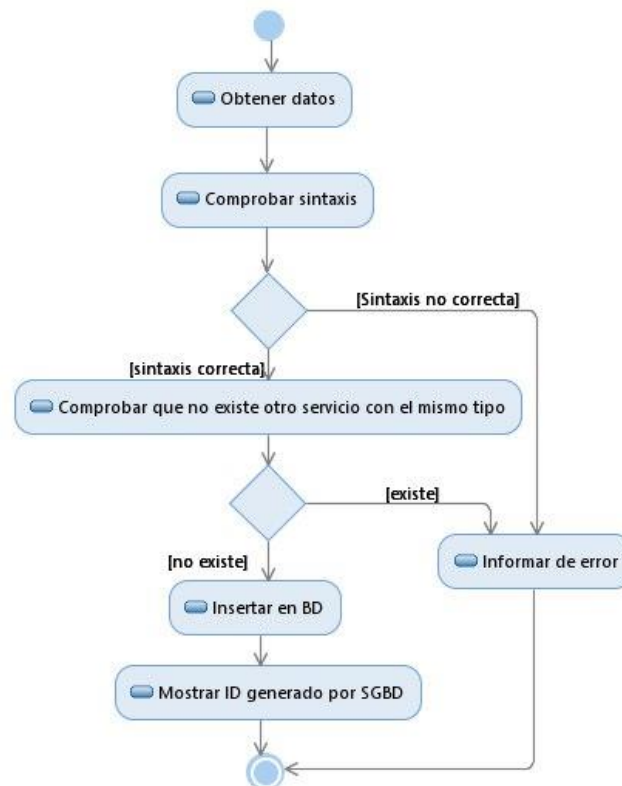 Obtener datos
Comprobar sintaxis
[Sintaxis no correcta]
[sintaxis correcta]
Comprobar que no existe otro servicio con el mismo tipo
[existe]
[no existe]
Informar de error
Insertar en BD
Mostrar ID generado por SGBD